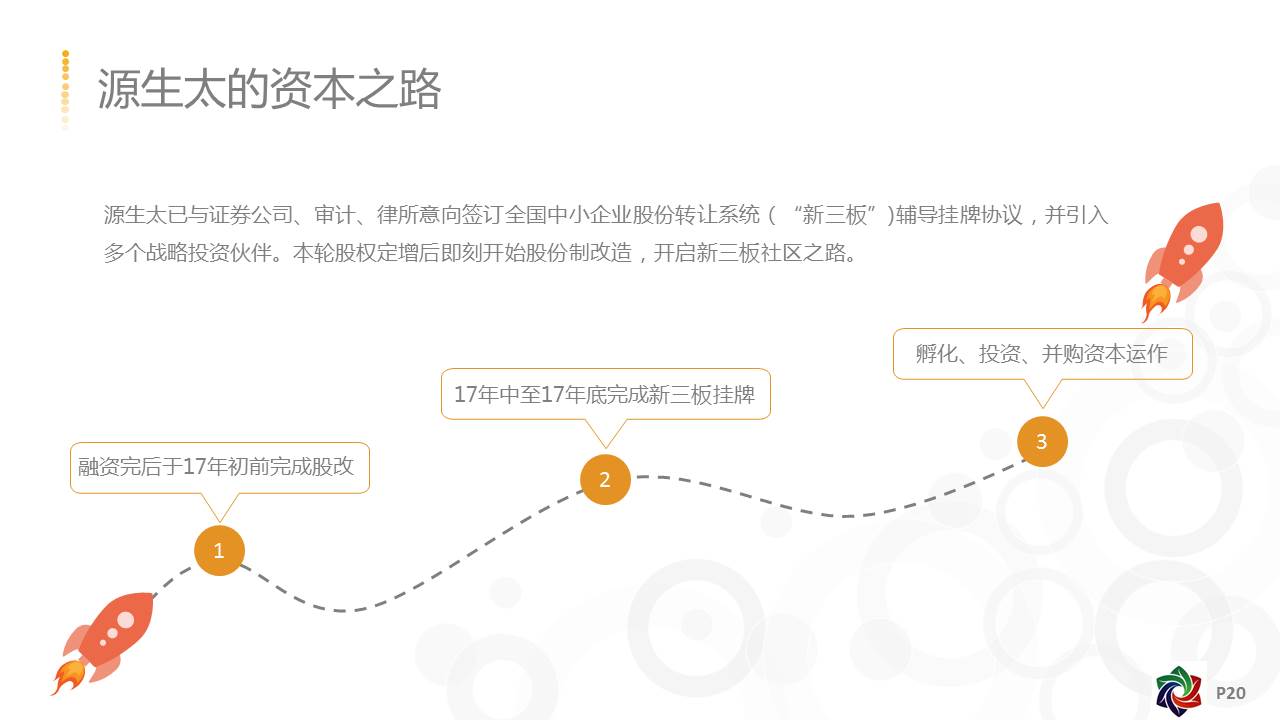 源生太的资本之路
源生太已与证券公司、审计、律所意向签订全国中小企业股份转让系统（ “新三板”)辅导挂牌协议，并引入
多个战略投资伙伴。本轮股权定增后即刻开始股份制改造，开启新三板社区之路。
孵化、投资、并购资本运作
17年中至17年底完成新三板挂牌
3
融资完后于17年初前完成股改
2
1
P20